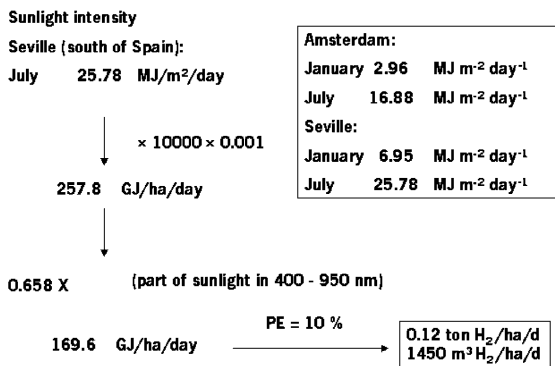 Sunlight intensity
Seville (south of Spain):
July 25.78 MJ/m²/day
× 10000 × 0.001
257.8 GJ/ha/day
0.658 X (part of sunlight in 400 - 950 nm)
169.6 GJ/ha/day
PE = 10 %
0.12 ton H₂/ha/d
1450 m³ H₂/ha/d
Amsterdam:
January 2.96 MJ m⁻² day⁻¹
July 16.88 MJ m⁻² day⁻¹
Seville:
January 6.95 MJ m⁻² day⁻¹
July 25.78 MJ m⁻² day⁻¹